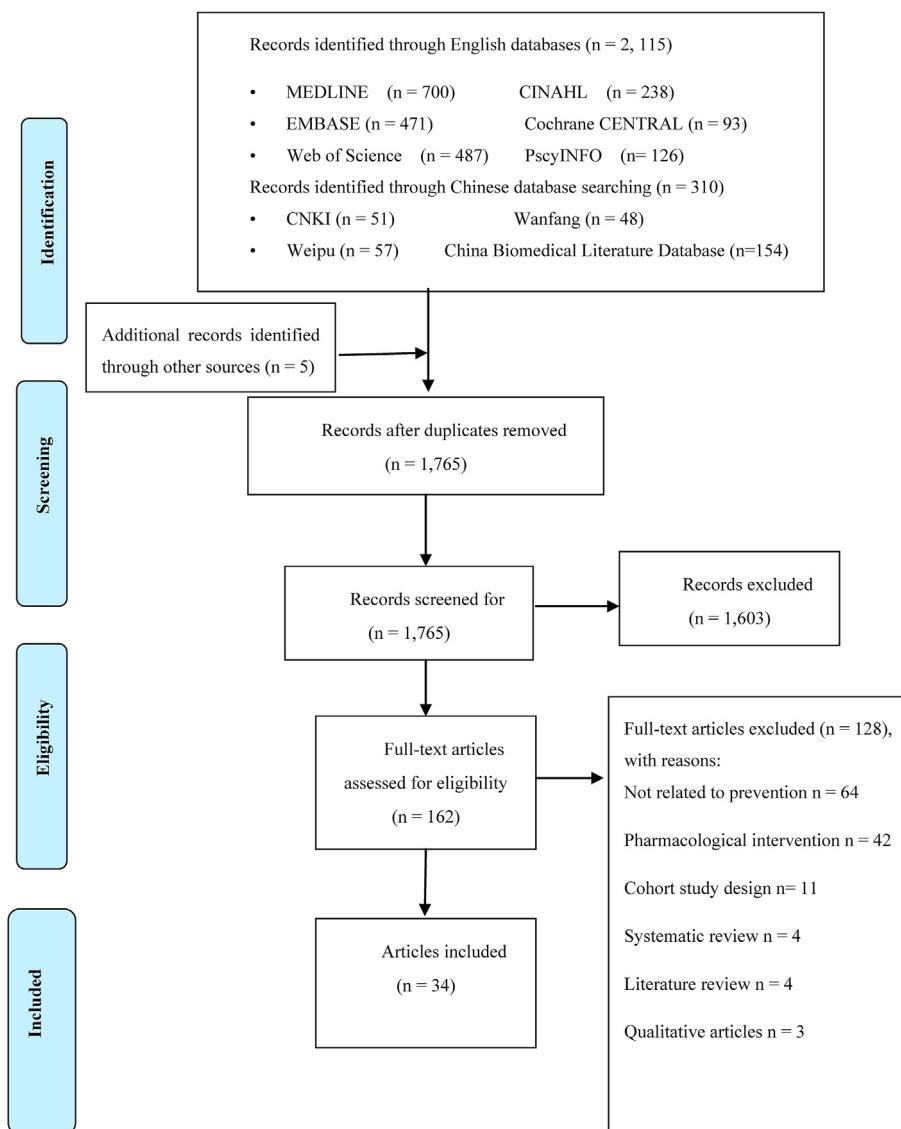 Records identified through English databases (n = 2, 115)
• MEDLINE (n = 700) CINAHL (n = 238)
• EMBASE (n = 471) Cochrane CENTRAL (n = 93)
• Web of Science (n = 487) PscyINFO (n= 126)
Records identified through Chinese database searching (n = 310)
• CNKI (n = 51) Wanfang (n = 48)
• Weipu (n = 57) China Biomedical Literature Database (n=154)
Identification
Additional records identified
through other sources (n = 5)
Screening
Records after duplicates removed
(n = 1,765)
Records screened for
(n = 1,765)
Records excluded
(n = 1,603)
Eligibility
Full-text articles
assessed for eligibility
(n = 162)
Full-text articles excluded (n = 128),
with reasons:
Not related to prevention n = 64
Pharmacological intervention n = 42
Cohort study design n= 11
Systematic review n = 4
Literature review n = 4
Qualitative articles n = 3
Included
Articles included
(n = 34)